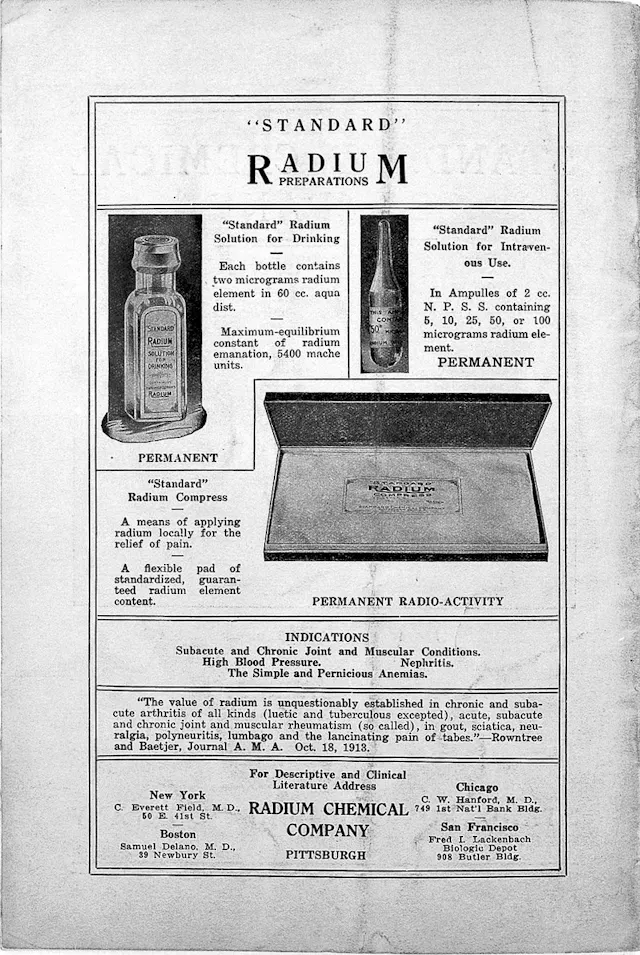 "STANDARD"
RADIUM
PREPARATIONS
"Standard" Radium
Solution for Drinking
Each bottle contains
two micrograms radium
element in 60 cc. aqua
dist.
Maximum-equilibrium
constant of radium
emanation, 5400 mache
units.
STANDARD
RADIUM
SOLUTION
FOR
DRINKING
RADIUM
PERMANENT
"Standard" Radium
Solution for Intraven-
ous Use.
In Ampulles of 2 cc.
N. P. S. S. containing
5, 10, 25, 50, or 100
micrograms radium ele-
ment.
PERMANENT
"Standard"
Radium Compress
A means of applying
radium locally for the
relief of pain.
A flexible pad of
standardized, guaran-
teed radium element
content.
"STANDARD"
RADIUM
COMPRESS
PERMANENT RADIO-ACTIVITY
INDICATIONS
Subacute and Chronic Joint and Muscular Conditions.
High Blood Pressure. Nephritis.
The Simple and Pernicious Anemias.
"The value of radium is unquestionably established in chronic and suba-
cute arthritis of all kinds (luetic and tuberculous excepted), acute, subacute
and chronic joint and muscular rheumatism (so called), in gout, sciatica, neu-
ralgia, polyneuritis, lumbago and the lancinating pain of tabes."—Rowntree
and Baetjer, Journal A. M. A. Oct. 18, 1913.
For Descriptive and Clinical
Literature Address
RADIUM CHEMICAL
COMPANY
PITTSBURGH
New York
C. Everett Field, M. D.,
50 E. 41st St.
Boston
Samuel Delano, M. D.,
39 Newbury St.
Chicago
C. W. Hanford, M. D.,
749 1st Nat'l Bank Bldg.
San Francisco
Fred I. Lackenbach
Biologic Depot
908 Butler Bldg.